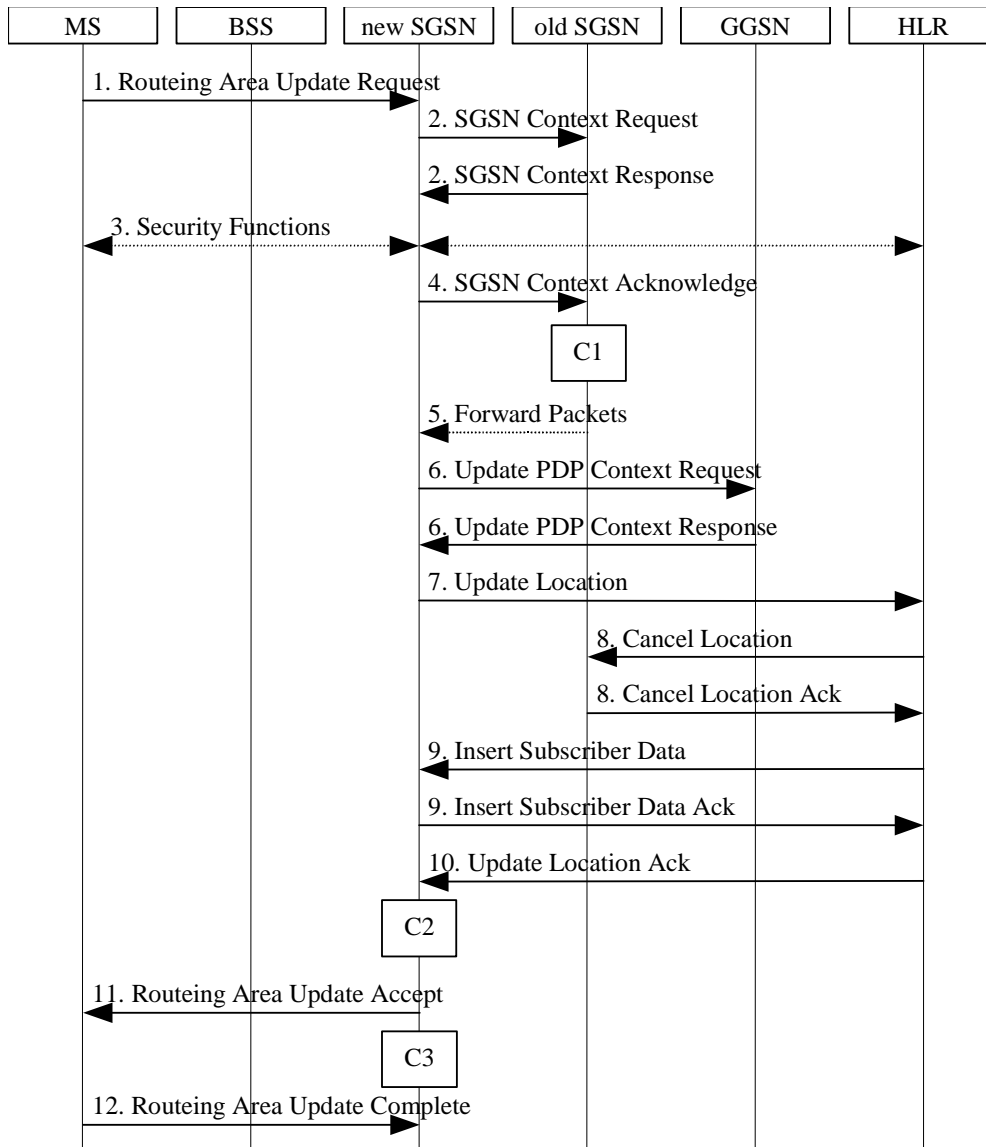 MS
BSS
new SGSN
old SGSN
GGSN
HLR
1. Routeing Area Update Request
2. SGSN Context Request
2. SGSN Context Response
3. Security Functions
4. SGSN Context Acknowledge
C1
5. Forward Packets
6. Update PDP Context Request
6. Update PDP Context Response
7. Update Location
8. Cancel Location
8. Cancel Location Ack
9. Insert Subscriber Data
9. Insert Subscriber Data Ack
10. Update Location Ack
C2
11. Routeing Area Update Accept
C3
12. Routeing Area Update Complete